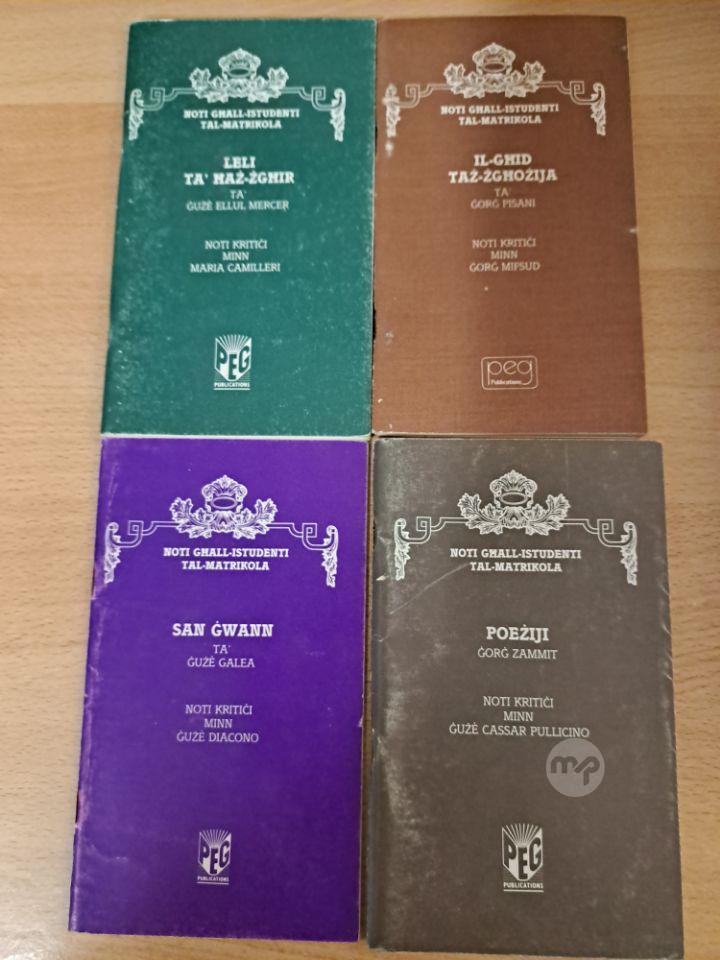 NOTI GĦALL-ISTUDENTI
TAL-MATRIKOLA
LELI
TA' ĦAŻ-ŻGĦIR
TA'
ĠUŻÈ ELLUL MERCER
NOTI KRITIĊI
MINN
MARIA CAMILLERI
PEG
PUBLICATIONS
NOTI GĦALL-ISTUDENTI
TAL-MATRIKOLA
IL-GĦID
TAŻ-ŻGĦOŻIJA
TA'
ĠORĠ PISANI
NOTI KRITIĊI
MINN
ĠORĠ MIFSUD
peg
Publications
NOTI GĦALL-ISTUDENTI
TAL-MATRIKOLA
SAN ĠWANN
TA'
ĠUŻÈ GALEA
NOTI KRITIĊI
MINN
ĠUŻÈ DIACONO
PEG
PUBLICATIONS
NOTI GĦALL-ISTUDENTI
TAL-MATRIKOLA
POEŻIJI
ĠORĠ ZAMMIT
NOTI KRITIĊI
MINN
ĠUŻÈ CASSAR PULLICINO
mp
PEG
PUBLICATIONS